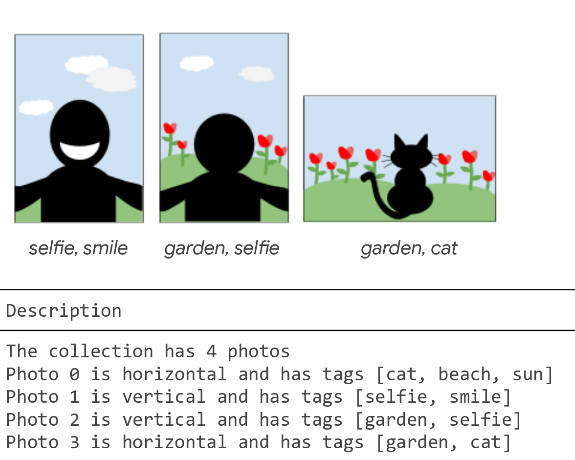 selfie, smile
garden, selfie
garden, cat
Description
The collection has 4 photos
Photo 0 is horizontal and has tags [cat, beach, sun]
Photo 1 is vertical and has tags [selfie, smile]
Photo 2 is vertical and has tags [garden, selfie]
Photo 3 is horizontal and has tags [garden, cat]